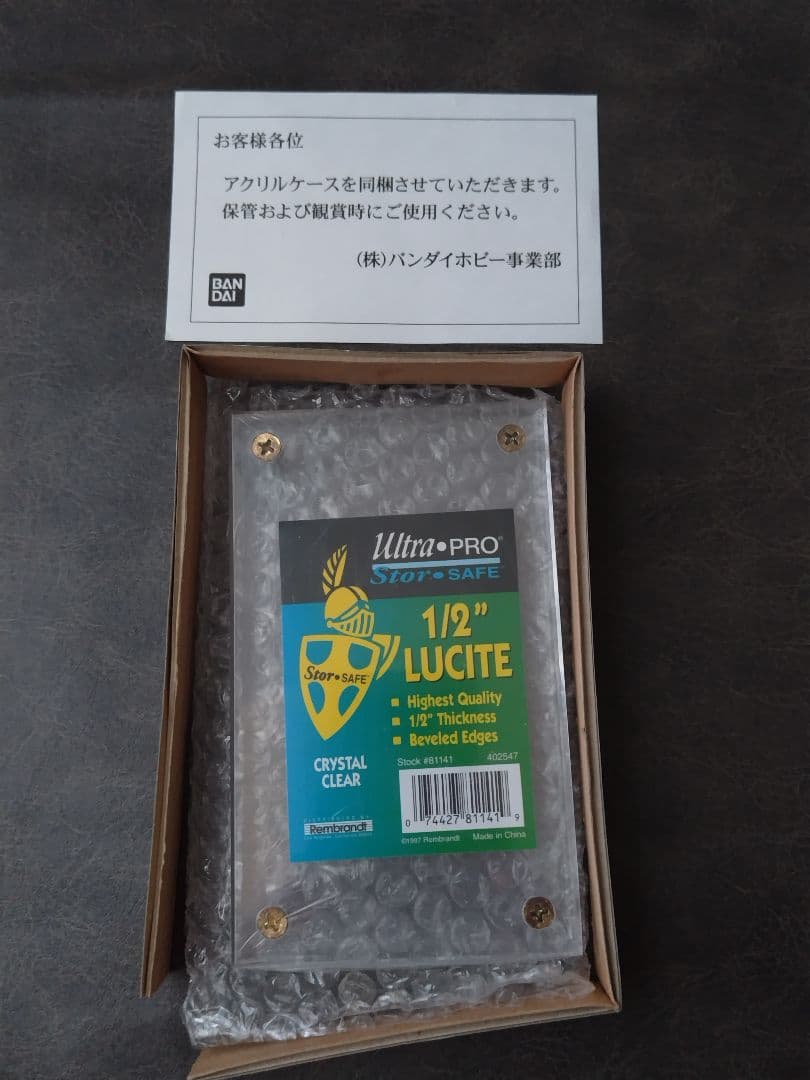 お客様各位
アクリルケースを同梱させていただきます。
保管および観賞時にご使用ください。
(株)バンダイホビー事業部
BAN
DAI
Ultra•PRO®
Stor•SAFE™
1/2”
LUCITE
Stor•SAFE™
■ Highest Quality
■ 1/2" Thickness
■ Beveled Edges
CRYSTAL
CLEAR
Stock #81141 402547
DISTRIBUTED BY
Rembrandt
0 74427 81141 9
©1997 Rembrandt Made in China